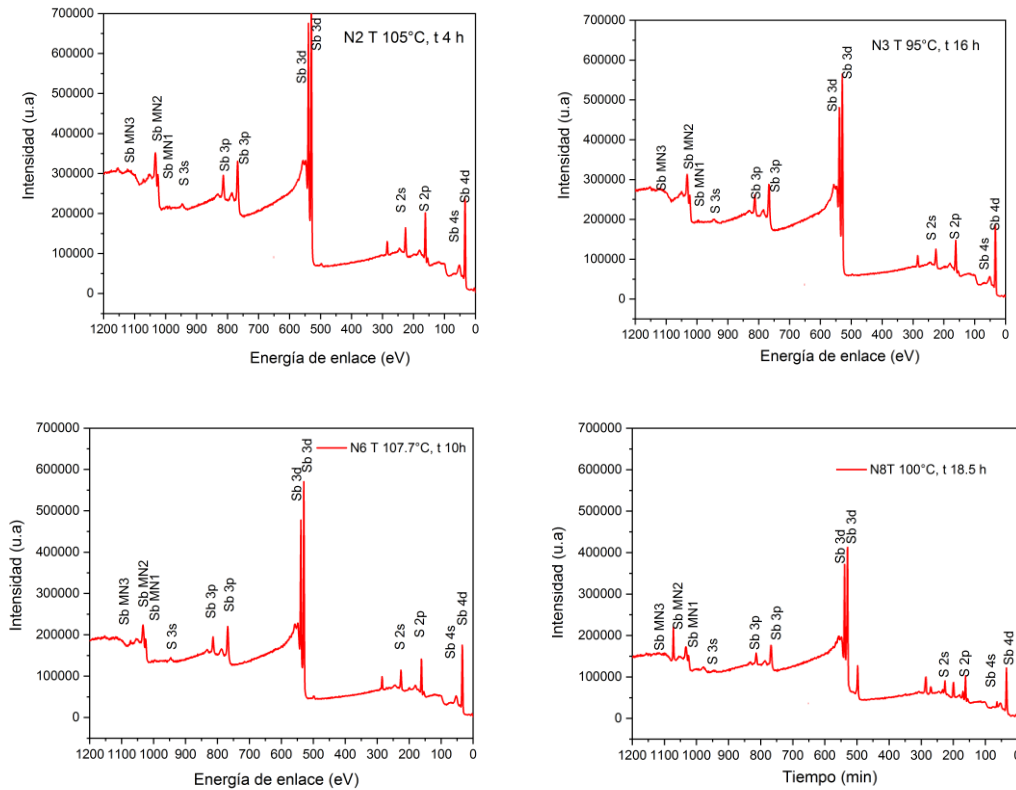 N2 T 105°C, t 4 h
Intensidad (u.a)
700000
600000
500000
400000
300000
200000
100000
0
Sb MN3
Sb MN2
Sb MN1
S 3s
Sb 3p
Sb 3p
Sb 3d
Sb 3d
S 2s
S 2p
Sb 4s
Sb 4d
1200 1100 1000 900 800 700 600 500 400 300 200 100 0
Energía de enlace (eV)
N3 T 95°C, t 16 h
Intensidad (u.a)
700000
600000
500000
400000
300000
200000
100000
0
Sb MN3
Sb MN2
Sb MN1
S 3s
Sb 3p
Sb 3p
Sb 3d
Sb 3d
S 2s
S 2p
Sb 4s
Sb 4d
1200 1100 1000 900 800 700 600 500 400 300 200 100 0
Energía de enlace (eV)
N6 T 107.7°C, t 10h
Intensidad (u.a)
700000
600000
500000
400000
300000
200000
100000
0
Sb MN3
Sb MN2
Sb MN1
S 3s
Sb 3p
Sb 3p
Sb 3d
Sb 3d
S 2s
S 2p
Sb 4s
Sb 4d
1200 1100 1000 900 800 700 600 500 400 300 200 100 0
Energía de enlace (eV)
N8T 100°C, t 18.5 h
Intensidad (u.a)
700000
600000
500000
400000
300000
200000
100000
0
Sb MN3
Sb MN2
Sb MN1
S 3s
Sb 3p
Sb 3p
Sb 3d
Sb 3d
S 2s
S 2p
Sb 4s
Sb 4d
1200 1100 1000 900 800 700 600 500 400 300 200 100 0
Tiempo (min)